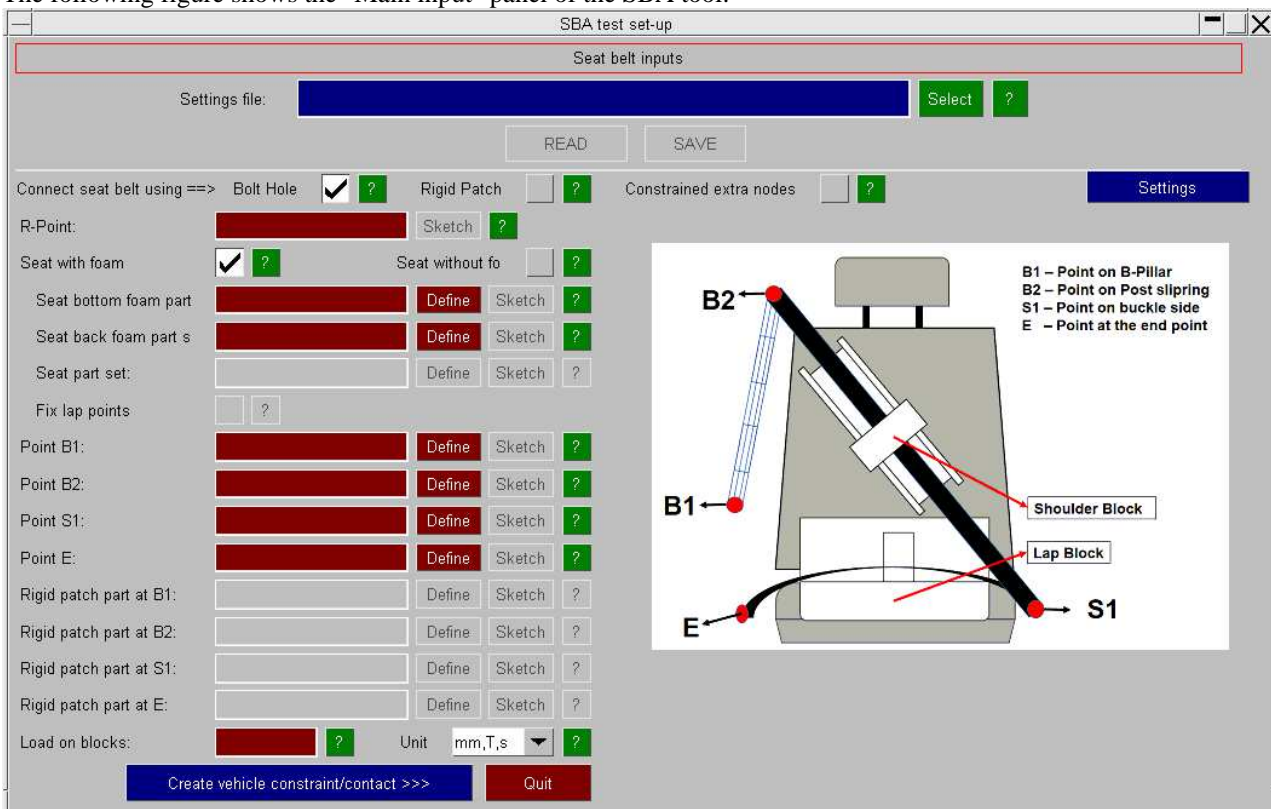 The following figure shows the "Main input" panel of the SBA tool.
SBA test set-up
Seat belt inputs
Settings file: Select ?
READ SAVE
Connect seat belt using ==> Bolt Hole ? Rigid Patch ? Constrained extra nodes ? Settings
R-Point: Sketch ?
Seat with foam ? Seat without fo ?
Seat bottom foam part Define Sketch ?
Seat back foam part s Define Sketch ?
Seat part set: Define Sketch ?
Fix lap points ?
Point B1: Define Sketch ?
Point B2: Define Sketch ?
Point S1: Define Sketch ?
Point E: Define Sketch ?
Rigid patch part at B1: Define Sketch ?
Rigid patch part at B2: Define Sketch ?
Rigid patch part at S1: Define Sketch ?
Rigid patch part at E: Define Sketch ?
Load on blocks: ? Unit mm,T,s ?
Create vehicle constraint/contact >>> Quit
B1 – Point on B-Pillar
B2 – Point on Post slipring
S1 – Point on buckle side
E – Point at the end point
B2
B1
Shoulder Block
Lap Block
E
S1